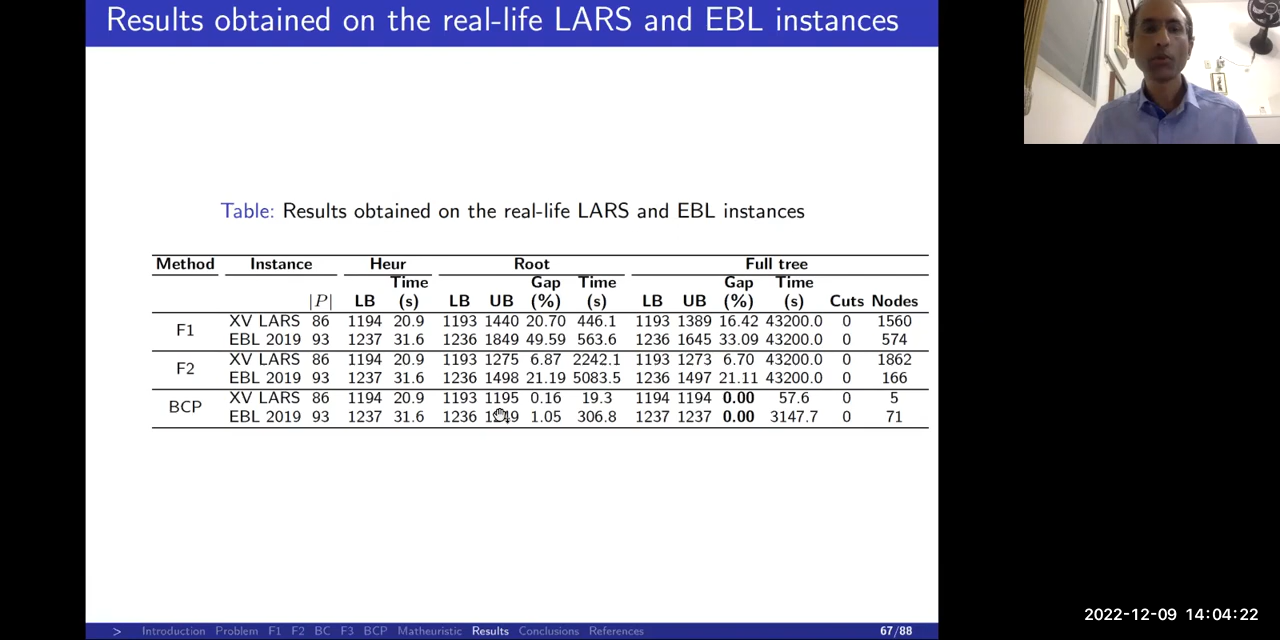 Results obtained on the real-life LARS and EBL instances
Table: Results obtained on the real-life LARS and EBL instances
Method Instance Heur Root Full tree
Time Gap Time Gap Time
|P| LB (s) LB UB (%) (s) LB UB (%) (s) Cuts Nodes
F1
XV LARS 86 1194 20.9 1193 1440 20.70 446.1 1193 1389 16.42 43200.0 0 1560
EBL 2019 93 1237 31.6 1236 1849 49.59 563.6 1236 1645 33.09 43200.0 0 574
F2
XV LARS 86 1194 20.9 1193 1275 6.87 2242.1 1193 1273 6.70 43200.0 0 1862
EBL 2019 93 1237 31.6 1236 1498 21.19 5083.5 1236 1497 21.11 43200.0 0 166
BCP
XV LARS 86 1194 20.9 1193 1195 0.16 19.3 1194 1194 0.00 57.6 0 5
EBL 2019 93 1237 31.6 1236 1.05 306.8 1237 1237 0.00 3147.7 0 71
> Introduction Problem F1 F2 BC F3 BCP Matheuristic Results Conclusions References 67/88
2022-12-09 14:04:22